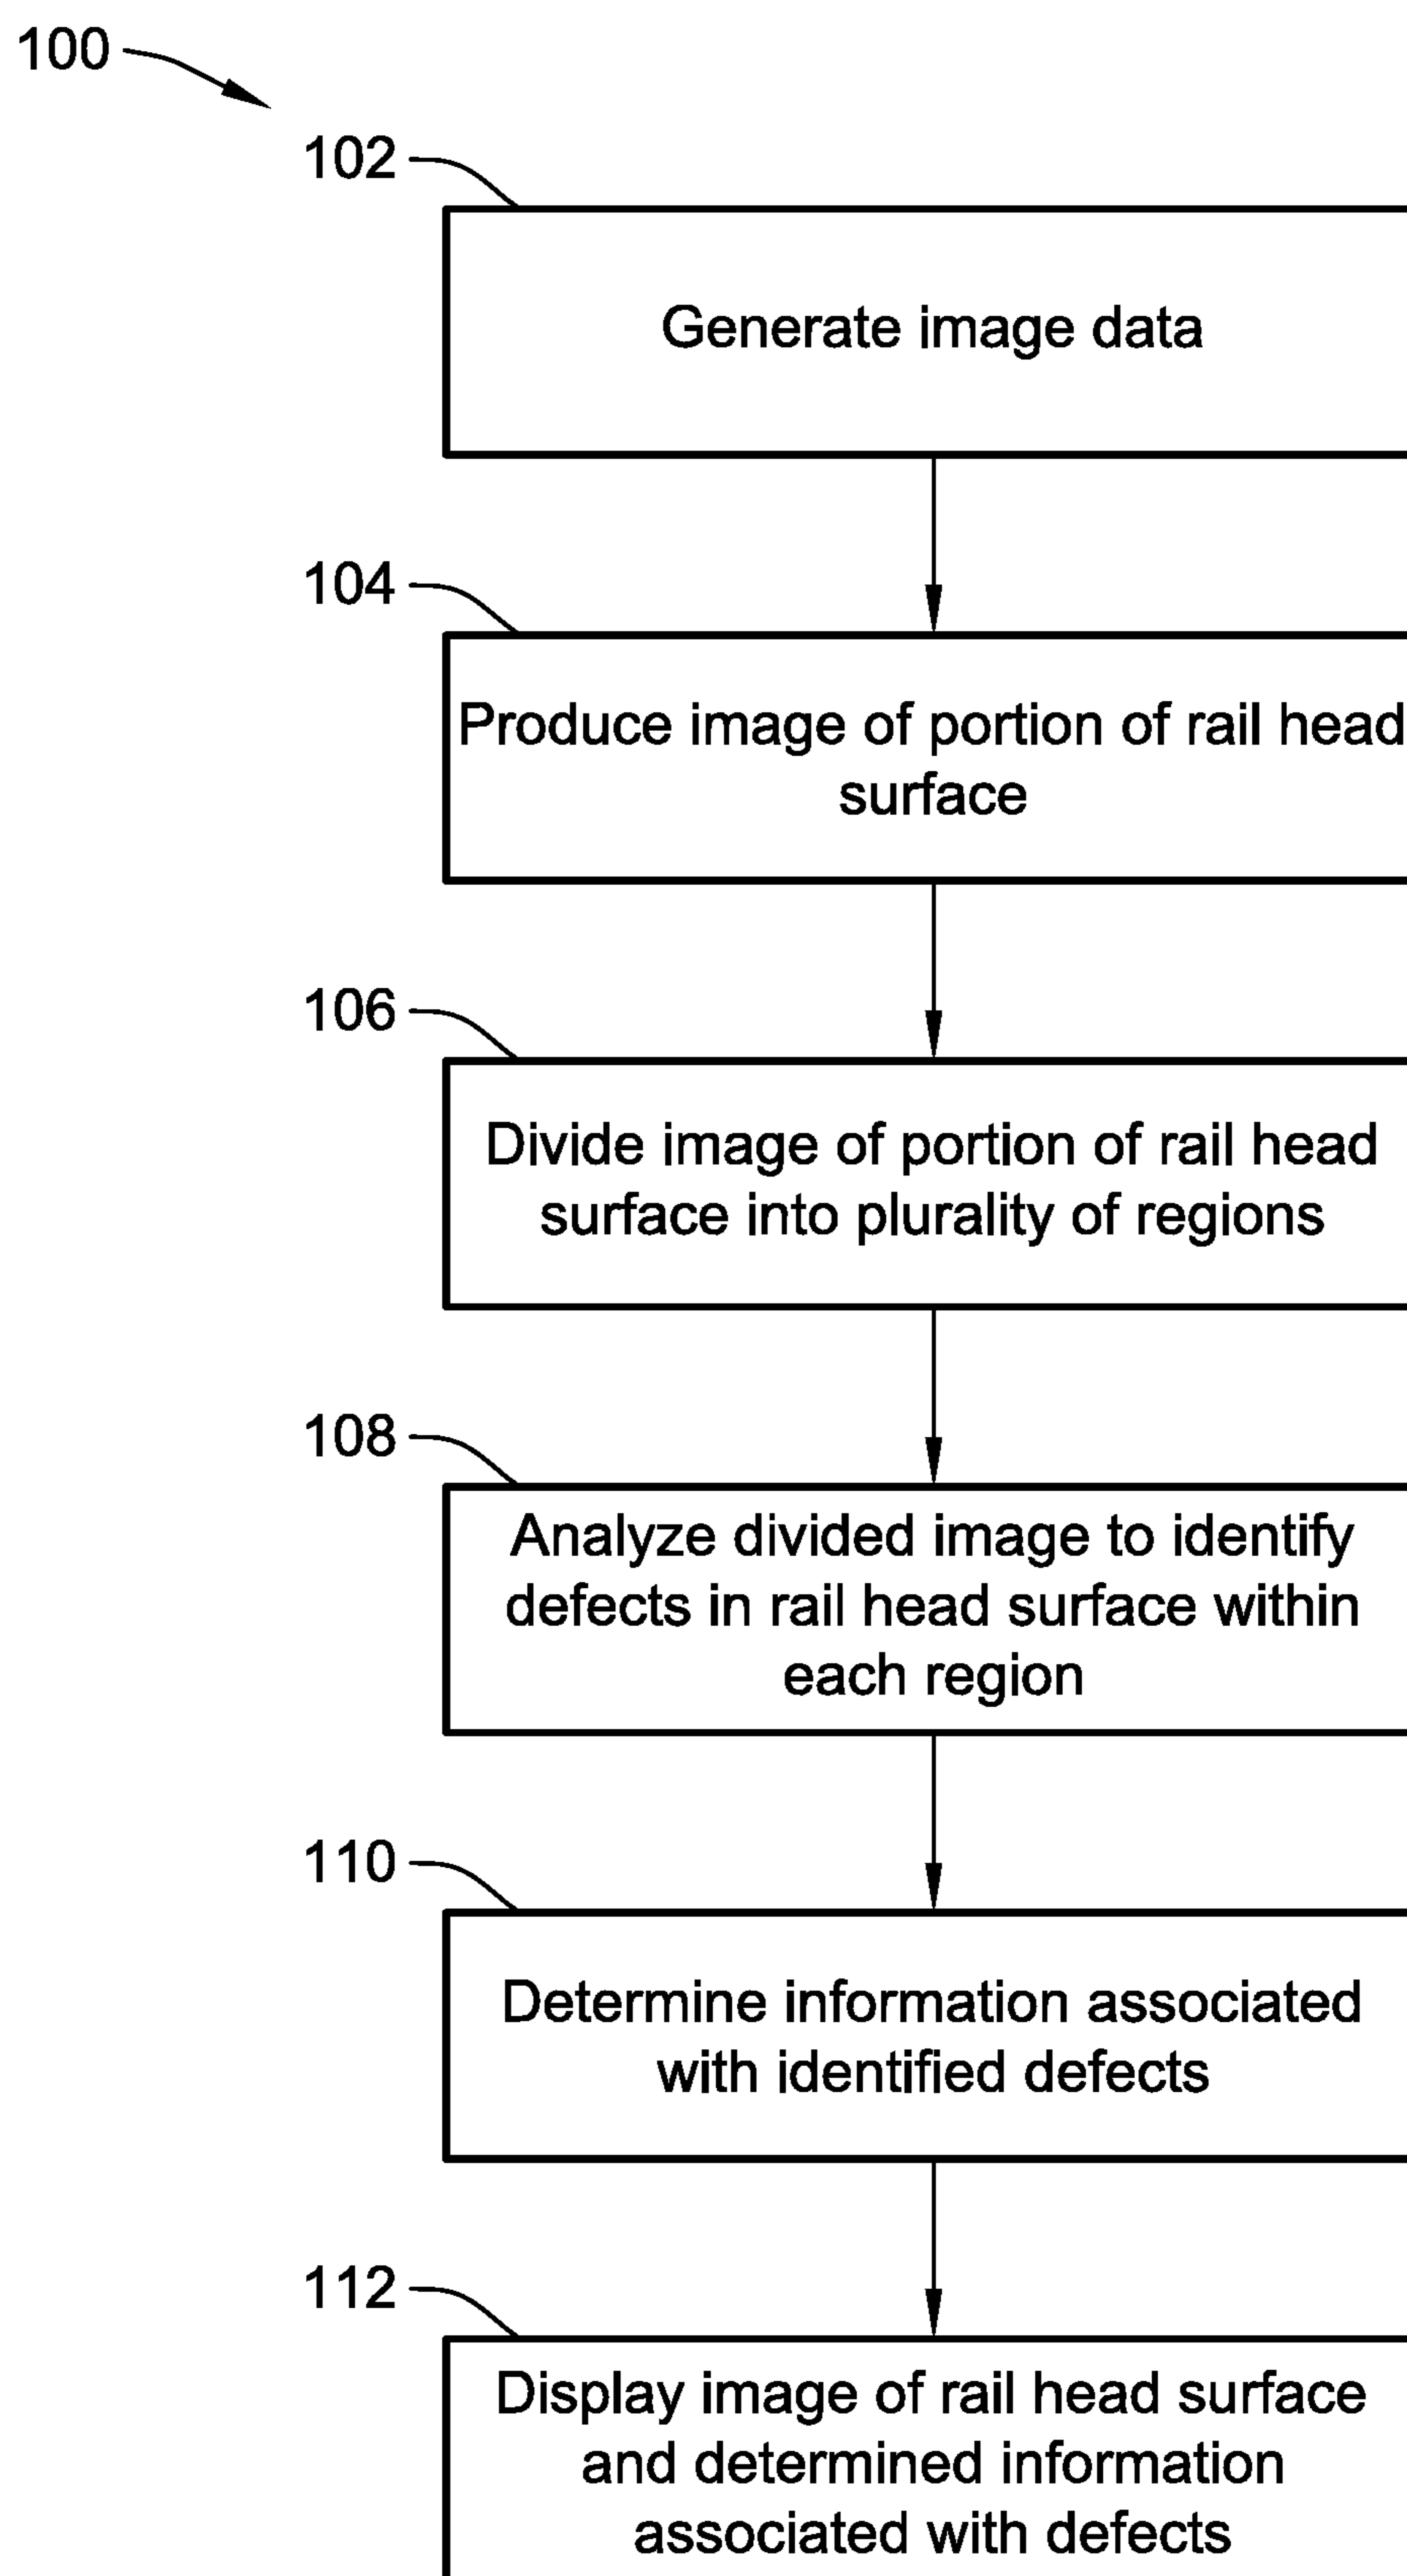 100
102
Generate image data
104
Produce image of portion of rail head
surface
106
Divide image of portion of rail head
surface into plurality of regions
108
Analyze divided image to identify
defects in rail head surface within
each region
110
Determine information associated
with identified defects
112
Display image of rail head surface
and determined information
associated with defects